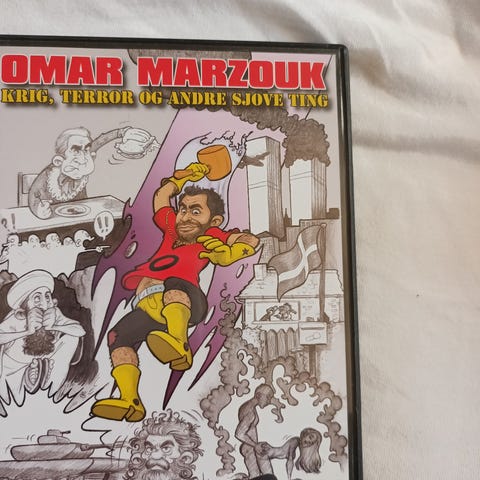 OMAR MARZOUK
KRIG, TERROR OG ANDRE SJOVE TING